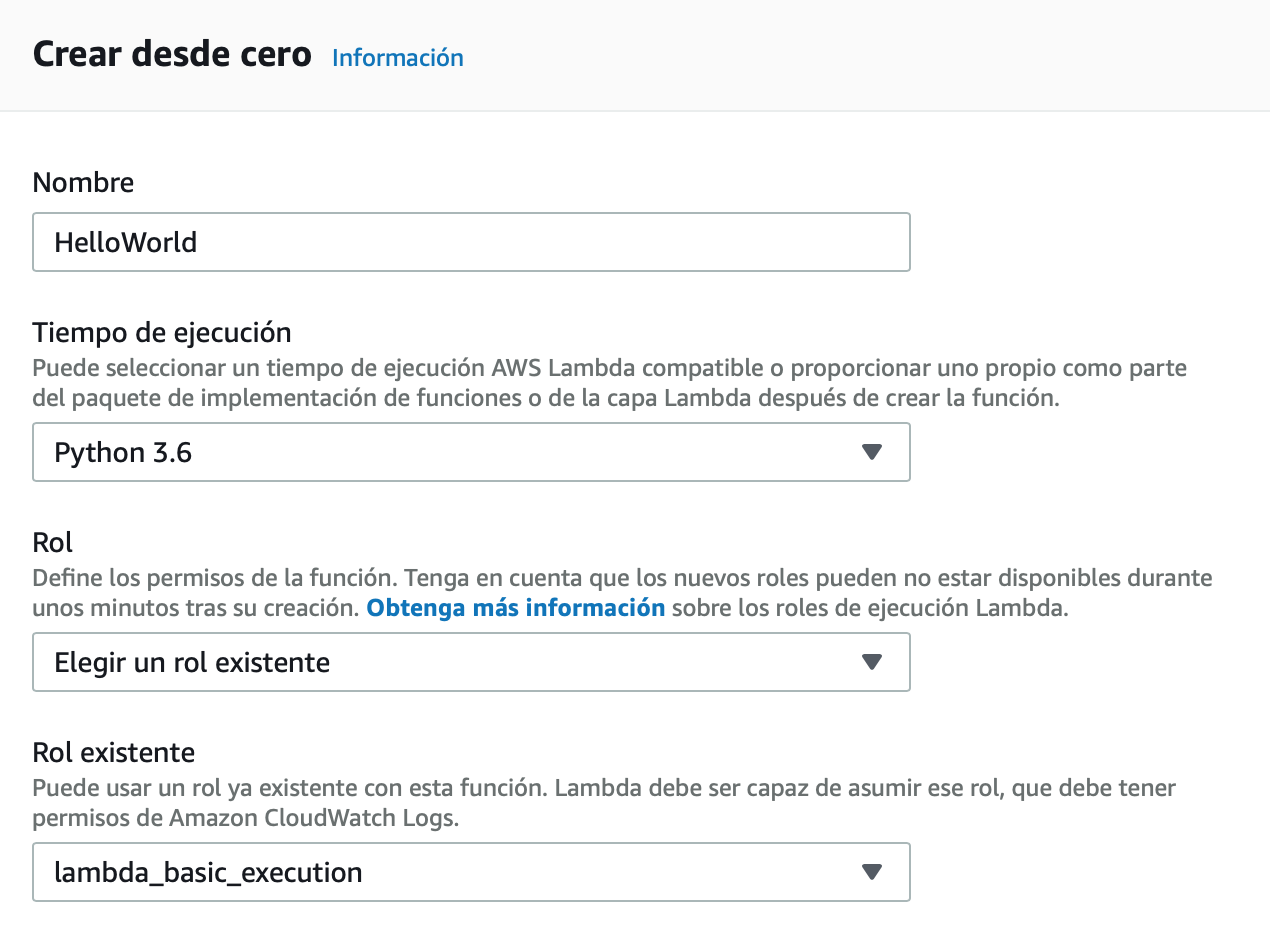 Crear desde cero Información
Nombre
HelloWorld
Tiempo de ejecución
Puede seleccionar un tiempo de ejecución AWS Lambda compatible o proporcionar uno propio como parte
del paquete de implementación de funciones o de la capa Lambda después de crear la función.
Python 3.6
Rol
Define los permisos de la función. Tenga en cuenta que los nuevos roles pueden no estar disponibles durante
unos minutos tras su creación. Obtenga más información sobre los roles de ejecución Lambda.
Elegir un rol existente
Rol existente
Puede usar un rol ya existente con esta función. Lambda debe ser capaz de asumir ese rol, que debe tener
permisos de Amazon CloudWatch Logs.
lambda_basic_execution